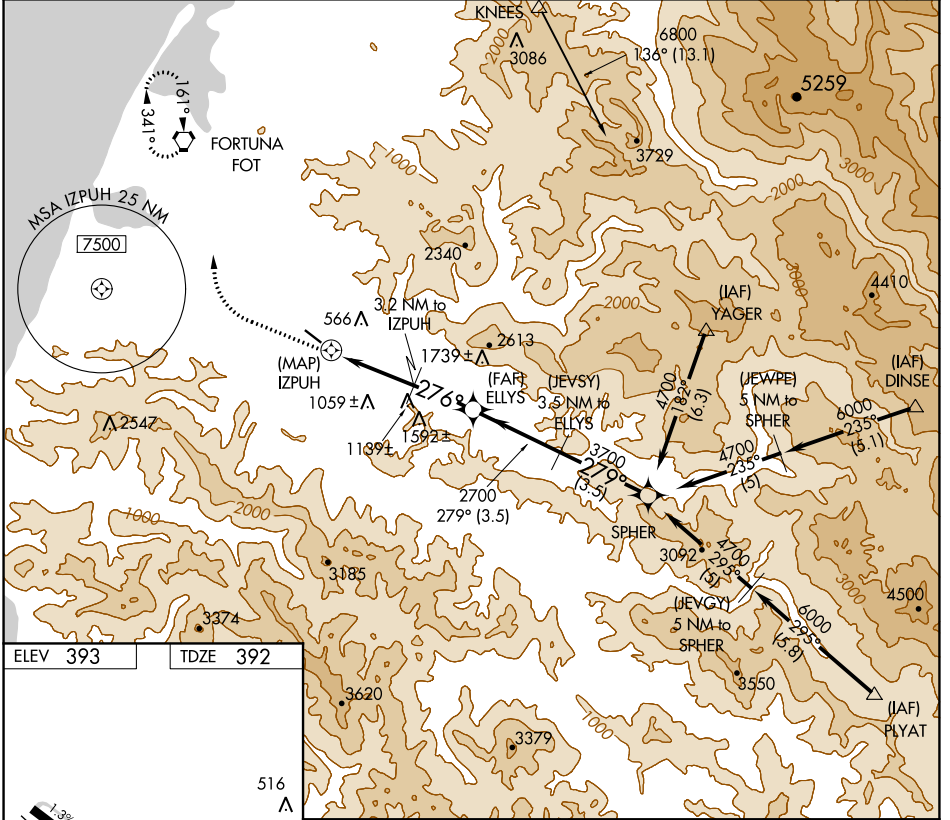 KNEES
2000
3086
6800
136° (13.1)
5259
161°
341°
FORTUNA
FOT
1000
3729
3000
2000
MSA IZPUH 25 NM
7500
2340
2000
3000
4410
(IAF)
YAGER
566
3.2 NM to
IZPUH
2613
1739±
(MAP)
IZPUH
(FAF)
ELLYS
(JEVSY)
3.5 NM to
ELLYS
4700
182°
(6.3)
(JEWPE)
5 NM to
SPHER
(IAF)
DINSE
6000
235°
(5.1)
276°
1059±
1139±
1592±
2547
4700
235°
(5)
3700
279°
(3.5)
2700
279° (3.5)
SPHER
1000
2000
3092
4700
295°
(5)
3185
3000
4500
(JEVGY)
5 NM to
SPHER
6000
295°
(5.8)
3374
ELEV 393
TDZE 392
3620
3550
(IAF)
PLYAT
1000
3379
516
1.3%